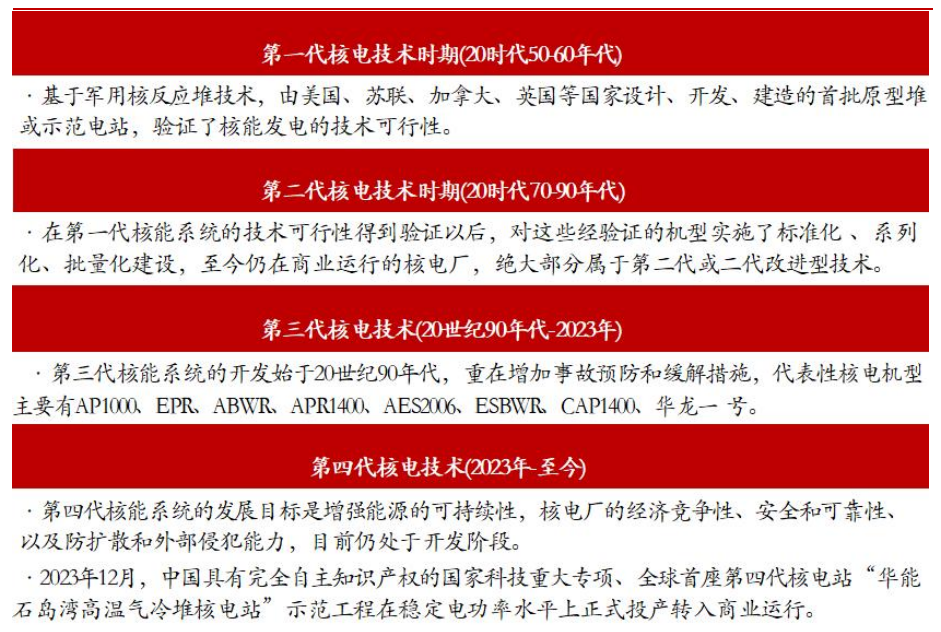 第一代核电技术时期(20时代50-60年代)
·基于军用核反应堆技术，由美国、苏联、加拿大、英国等国家设计、开发、建造的首批原型堆
或示范电站，验证了核能发电的技术可行性。
第二代核电技术时期(20时代70-90年代)
·在第一代核能系统的技术可行性得到验证以后，对这些经验证的机型实施了标准化、系列
化、批量化建设，至今仍在商业运行的核电厂，绝大部分属于第二代或二代改进型技术。
第三代核电技术(20世纪90年代-2023年)
·第三代核能系统的开发始于20世纪90年代，重在增加事故预防和缓解措施，代表性核电机型
主要有AP1000、EPR、ABWR、APR1400、AES2006、ESBWR、CAP1400、华龙一号。
第四代核电技术(2023年-至今)
·第四代核能系统的发展目标是增强能源的可持续性，核电厂的经济竞争性、安全和可靠性、
以及防扩散和外部侵犯能力，目前仍处于开发阶段。
·2023年12月，中国具有完全自主知识产权的国家科技重大专项、全球首座第四代核电站“华能
石岛湾高温气冷堆核电站”示范工程在稳定电功率水平上正式投产转入商业运行。